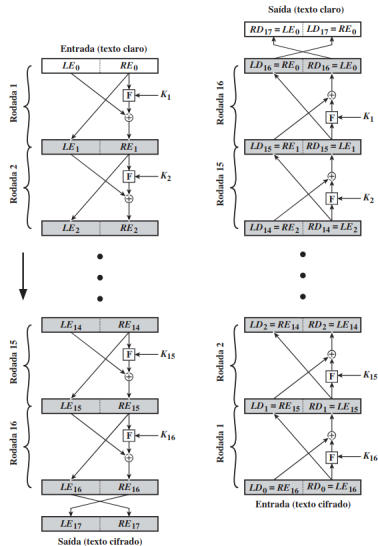 Entrada (texto claro)
LE0 RE0
Rodada 1
F K1
LE1 RE1
Rodada 2
F K2
LE2 RE2
LE14 RE14
Rodada 15
F K15
LE15 RE15
Rodada 16
F K16
LE16 RE16
LE17 RE17
Saída (texto cifrado)
Saída (texto claro)
RD17 = LE0 LD17 = RE0
LD16 = RE0 RD16 = LE0
Rodada 16
F K1
LD15 = RE1 RD15 = LE1
Rodada 15
F K2
LD14 = RE2 RD14 = LE2
LD2 = RE14 RD2 = LE14
Rodada 2
F K15
LD1 = RE15 RD1 = LE15
Rodada 1
F K16
LD0 = RE16 RD0 = LE16
Entrada (texto cifrado)